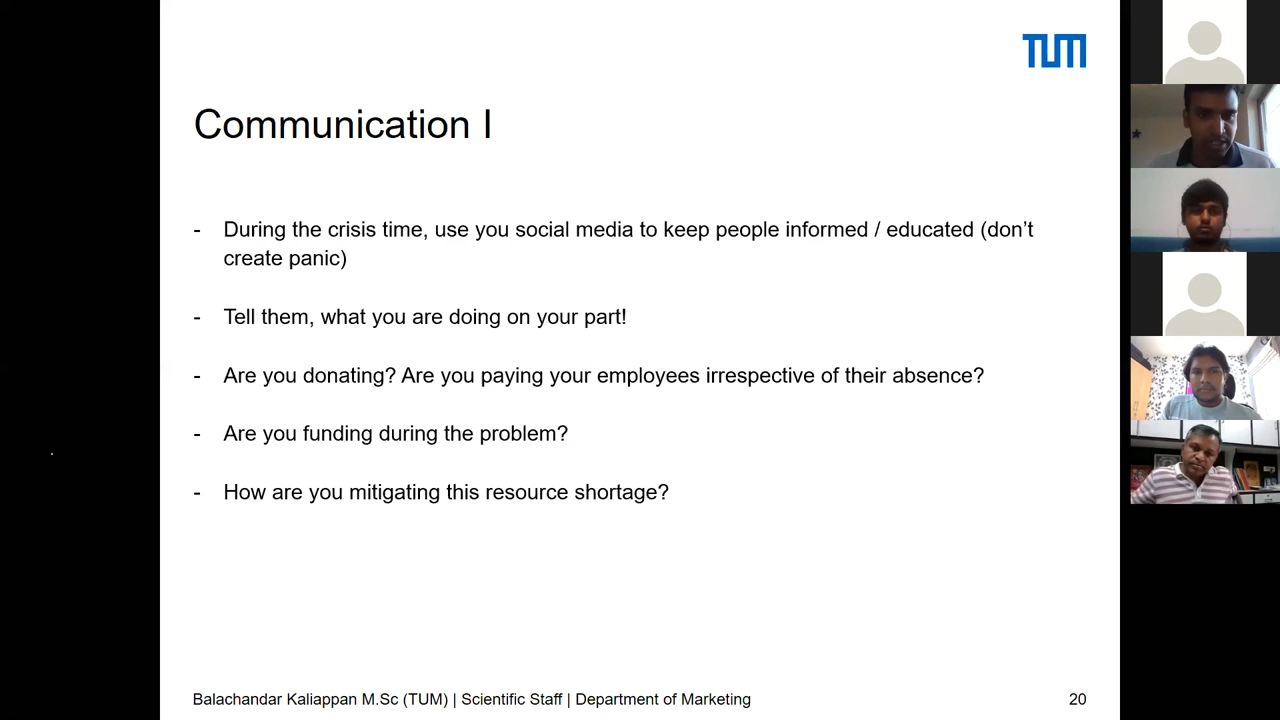 TUM
Communication I
- During the crisis time, use you social media to keep people informed / educated (don’t
create panic)
- Tell them, what you are doing on your part!
- Are you donating? Are you paying your employees irrespective of their absence?
- Are you funding during the problem?
- How are you mitigating this resource shortage?
Balachandar Kaliappan M.Sc (TUM) | Scientific Staff | Department of Marketing
20